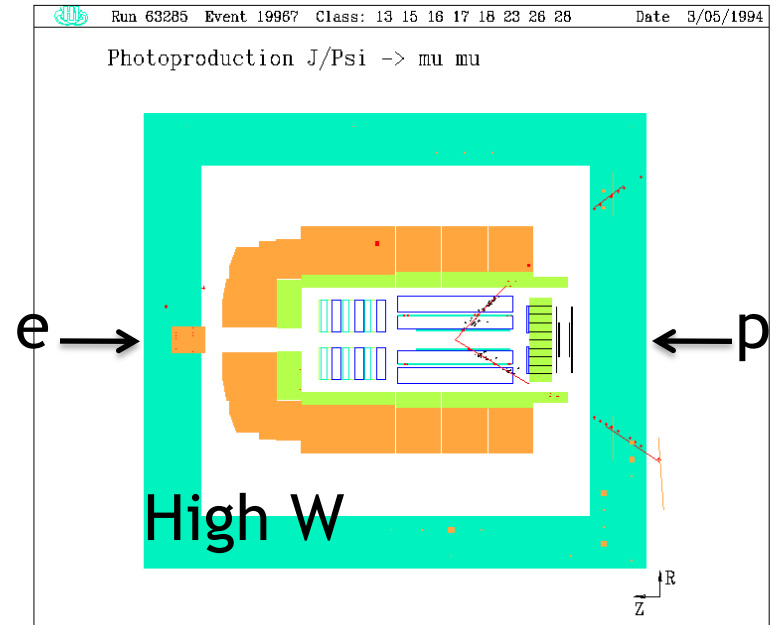 Run 63285 Event 19967 Class: 13 15 16 17 18 23 26 28 Date 3/05/1994
Photoproduction J/Psi -> mu mu
e p
High W
R
Z